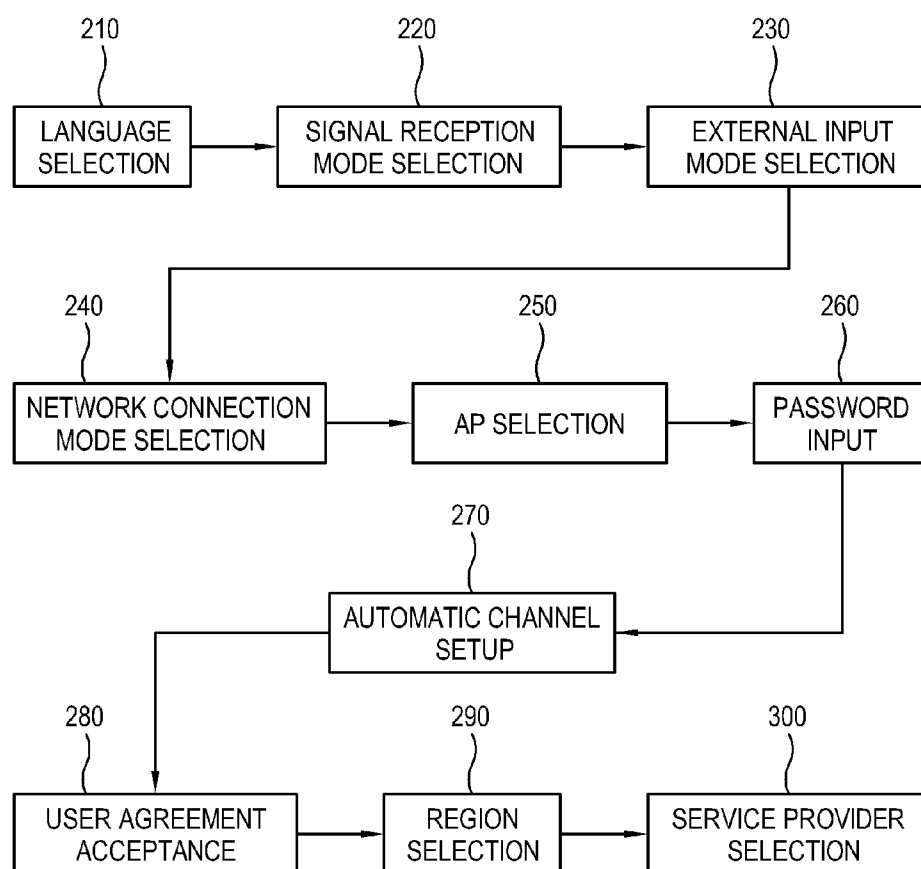 210
220
230
LANGUAGE
SELECTION
SIGNAL RECEPTION
MODE SELECTION
EXTERNAL INPUT
MODE SELECTION
240
250
260
NETWORK CONNECTION
MODE SELECTION
AP SELECTION
PASSWORD
INPUT
270
AUTOMATIC CHANNEL
SETUP
280
290
300
USER AGREEMENT
ACCEPTANCE
REGION
SELECTION
SERVICE PROVIDER
SELECTION